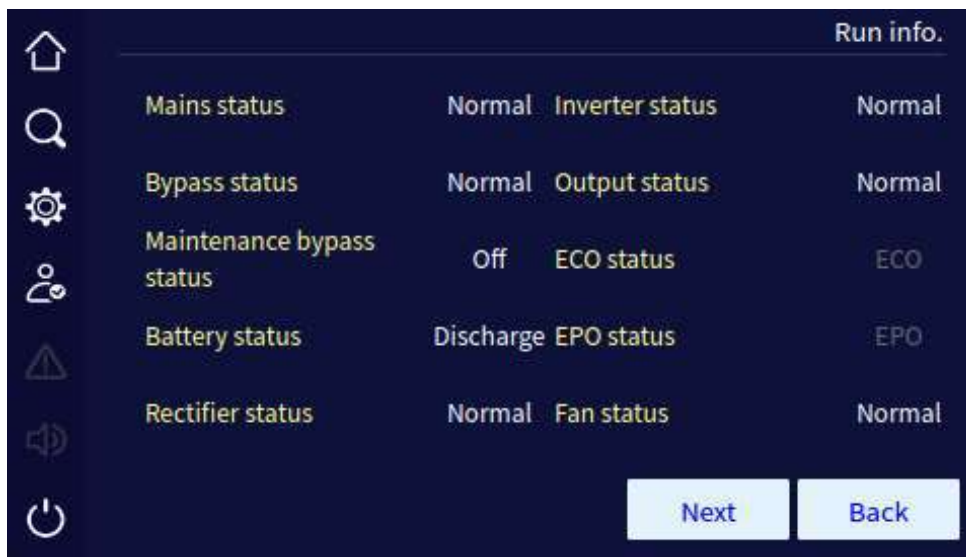 Run info.
Mains status Normal Inverter status Normal
Bypass status Normal Output status Normal
Maintenance bypass
status Off ECO status ECO
Battery status Discharge EPO status EPO
Rectifier status Normal Fan status Normal
Next Back